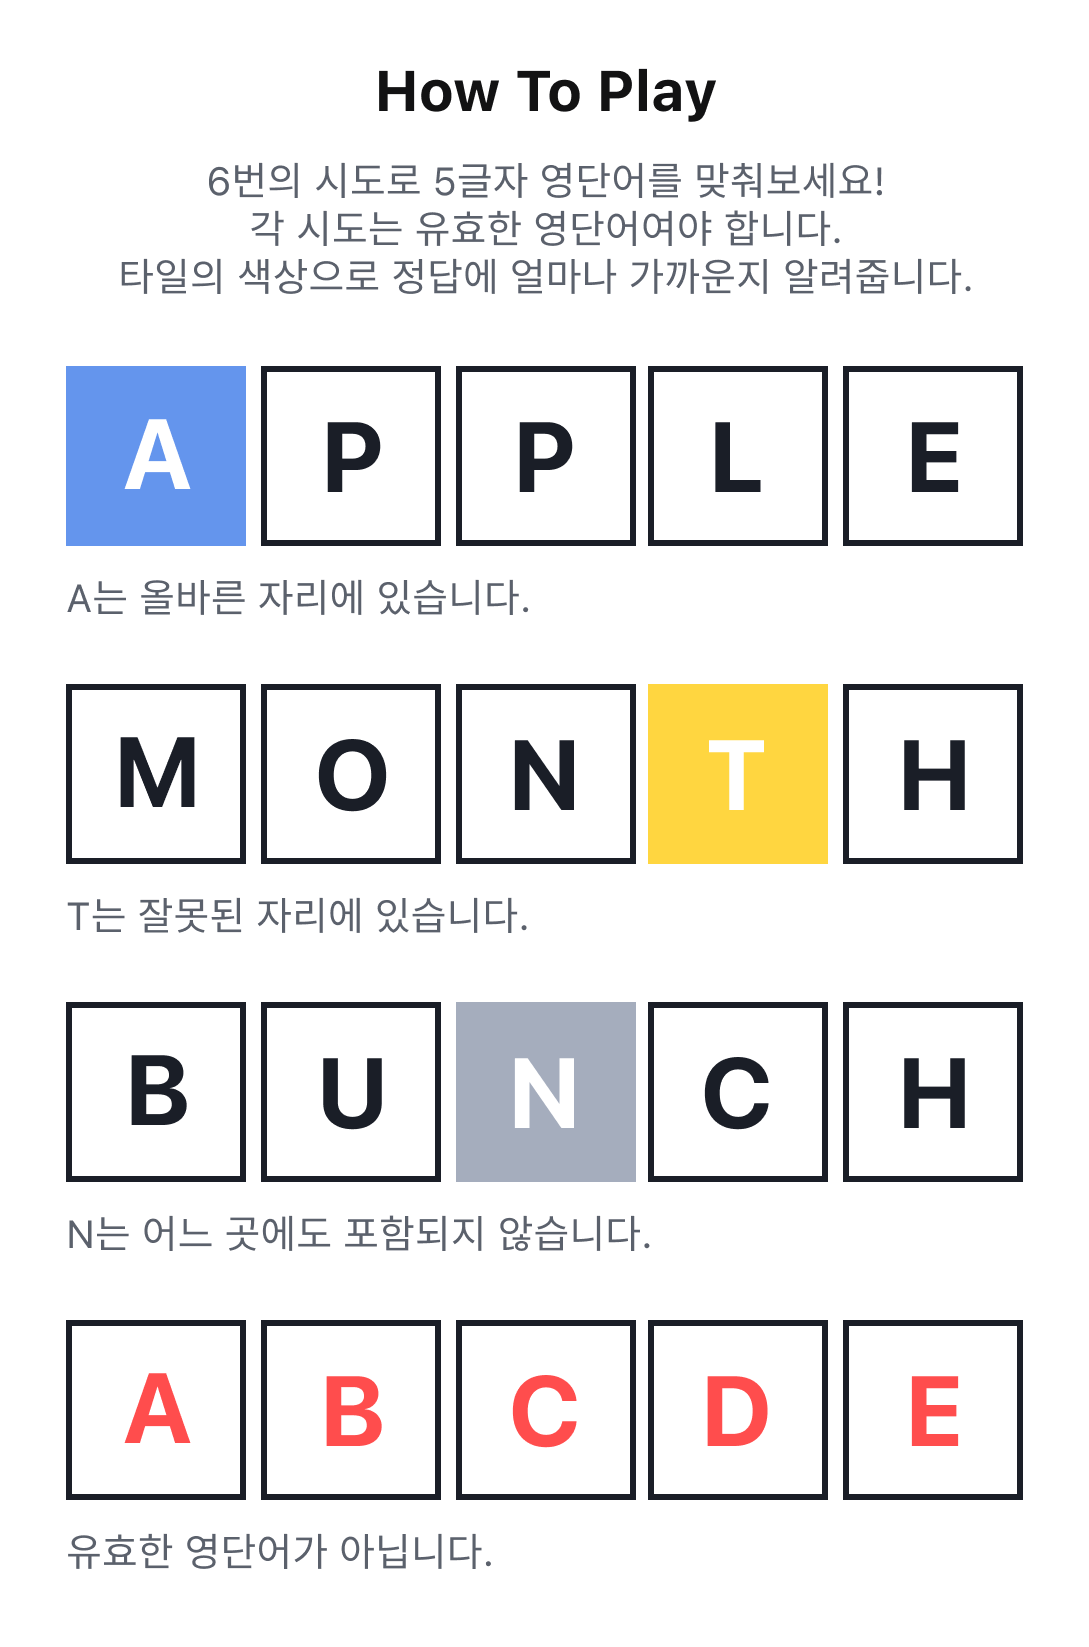 How To Play
6번의 시도로 5글자 영단어를 맞춰보세요!
각 시도는 유효한 영단어여야 합니다.
타일의 색상으로 정답에 얼마나 가까운지 알려줍니다.
A P P L E
A는 올바른 자리에 있습니다.
M O N T H
T는 잘못된 자리에 있습니다.
B U N C H
N는 어느 곳에도 포함되지 않습니다.
A B C D E
유효한 영단어가 아닙니다.